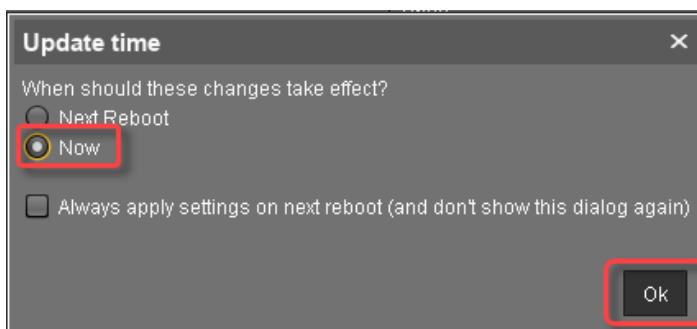 Update time
When should these changes take effect?
Next Reboot
Now
Always apply settings on next reboot (and don't show this dialog again)
Ok